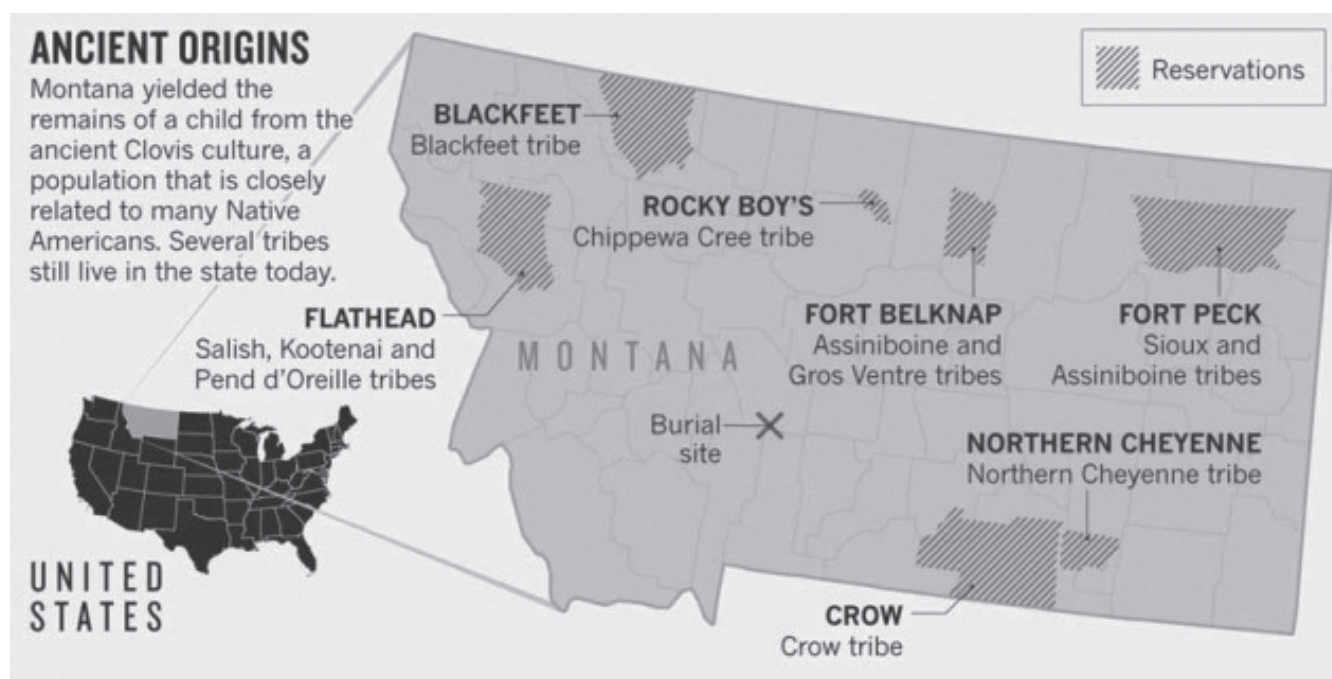 ANCIENT ORIGINS
Montana yielded the
remains of a child from the
ancient Clovis culture, a
population that is closely
related to many Native
Americans. Several tribes
still live in the state today.
Reservations
BLACKFEET
Blackfeet tribe
ROCKY BOY'S
Chippewa Cree tribe
FLATHEAD
Salish, Kootenai and
Pend d'Oreille tribes
FORT BELKNAP
Assiniboine and
Gros Ventre tribes
FORT PECK
Sioux and
Assiniboine tribes
MONTANA
Burial
site
NORTHERN CHEYENNE
Northern Cheyenne tribe
CROW
Crow tribe
UNITED
STATES